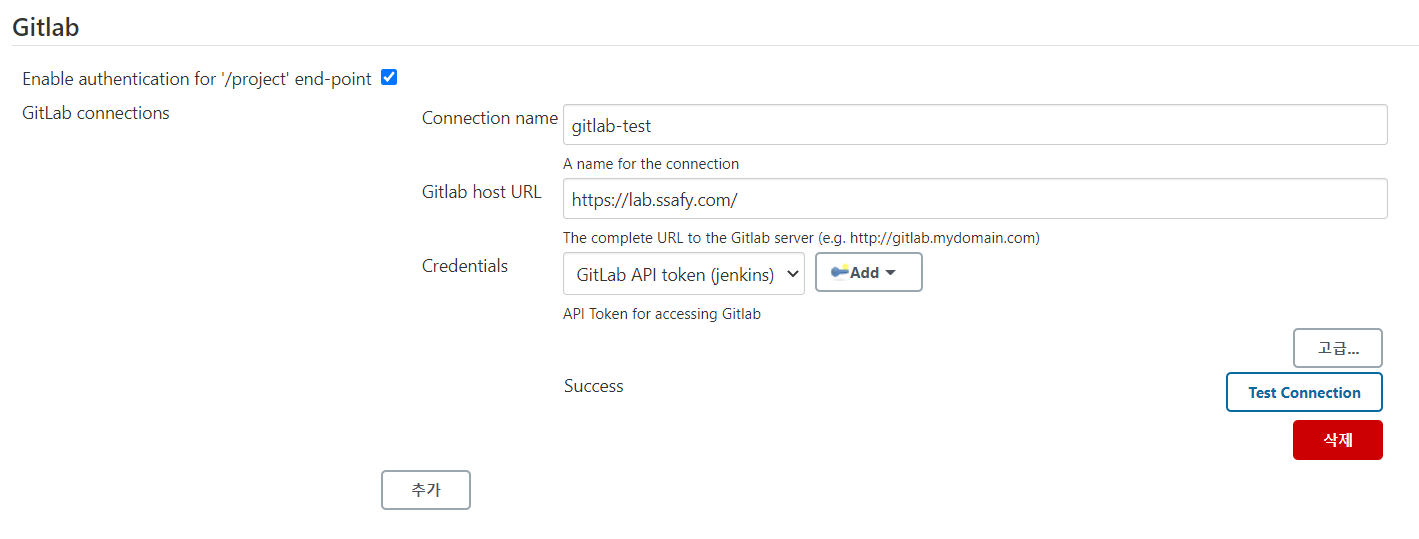 Gitlab
Enable authentication for '/project' end-point
GitLab connections
Connection name
gitlab-test
A name for the connection
Gitlab host URL
https://lab.ssafy.com/
The complete URL to the Gitlab server (e.g. http://gitlab.mydomain.com)
Credentials
GitLab API token (jenkins)
Add
API Token for accessing Gitlab
고급...
Success
Test Connection
삭제
추가